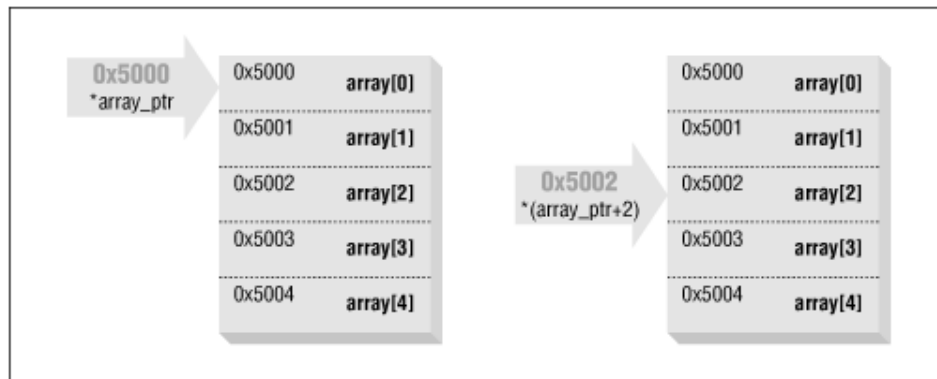 0x5000
*array_ptr
0x5000 array[0]
0x5001 array[1]
0x5002 array[2]
0x5003 array[3]
0x5004 array[4]
0x5002
*(array_ptr+2)
0x5000 array[0]
0x5001 array[1]
0x5002 array[2]
0x5003 array[3]
0x5004 array[4]